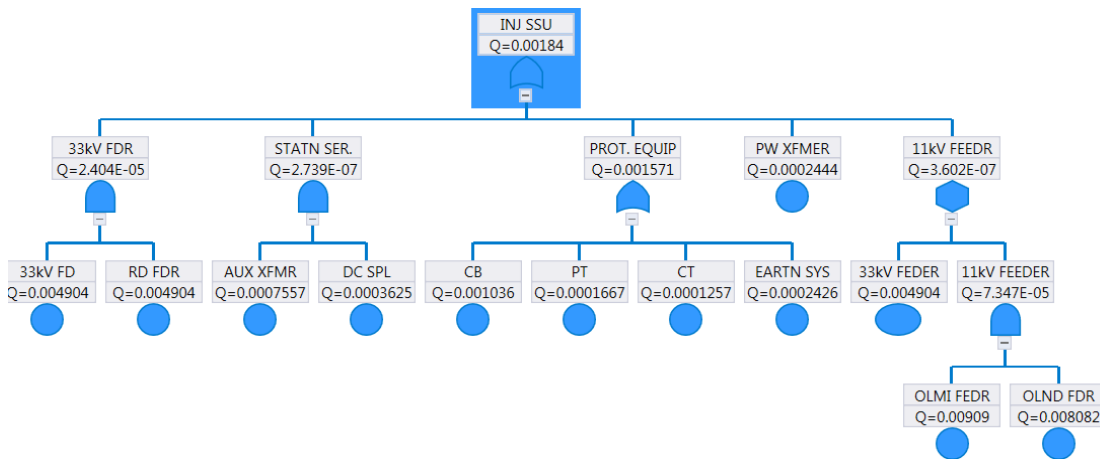 INJ SSU
Q=0.00184
33kV FDR
Q=2.404E-05
STATN SER.
Q=2.739E-07
PROT. EQUIP
Q=0.001571
PW XFMER
Q=0.0002444
11kV FEEDR
Q=3.602E-07
33kV FD
Q=0.004904
RD FDR
Q=0.004904
AUX XFMR
Q=0.0007557
DC SPL
Q=0.0003625
CB
Q=0.001036
PT
Q=0.0001667
CT
Q=0.0001257
EARTN SYS
Q=0.0002426
33kV FEDER
Q=0.004904
11kV FEEDER
Q=7.347E-05
OLMI FEDR
Q=0.00909
OLND FDR
Q=0.008082